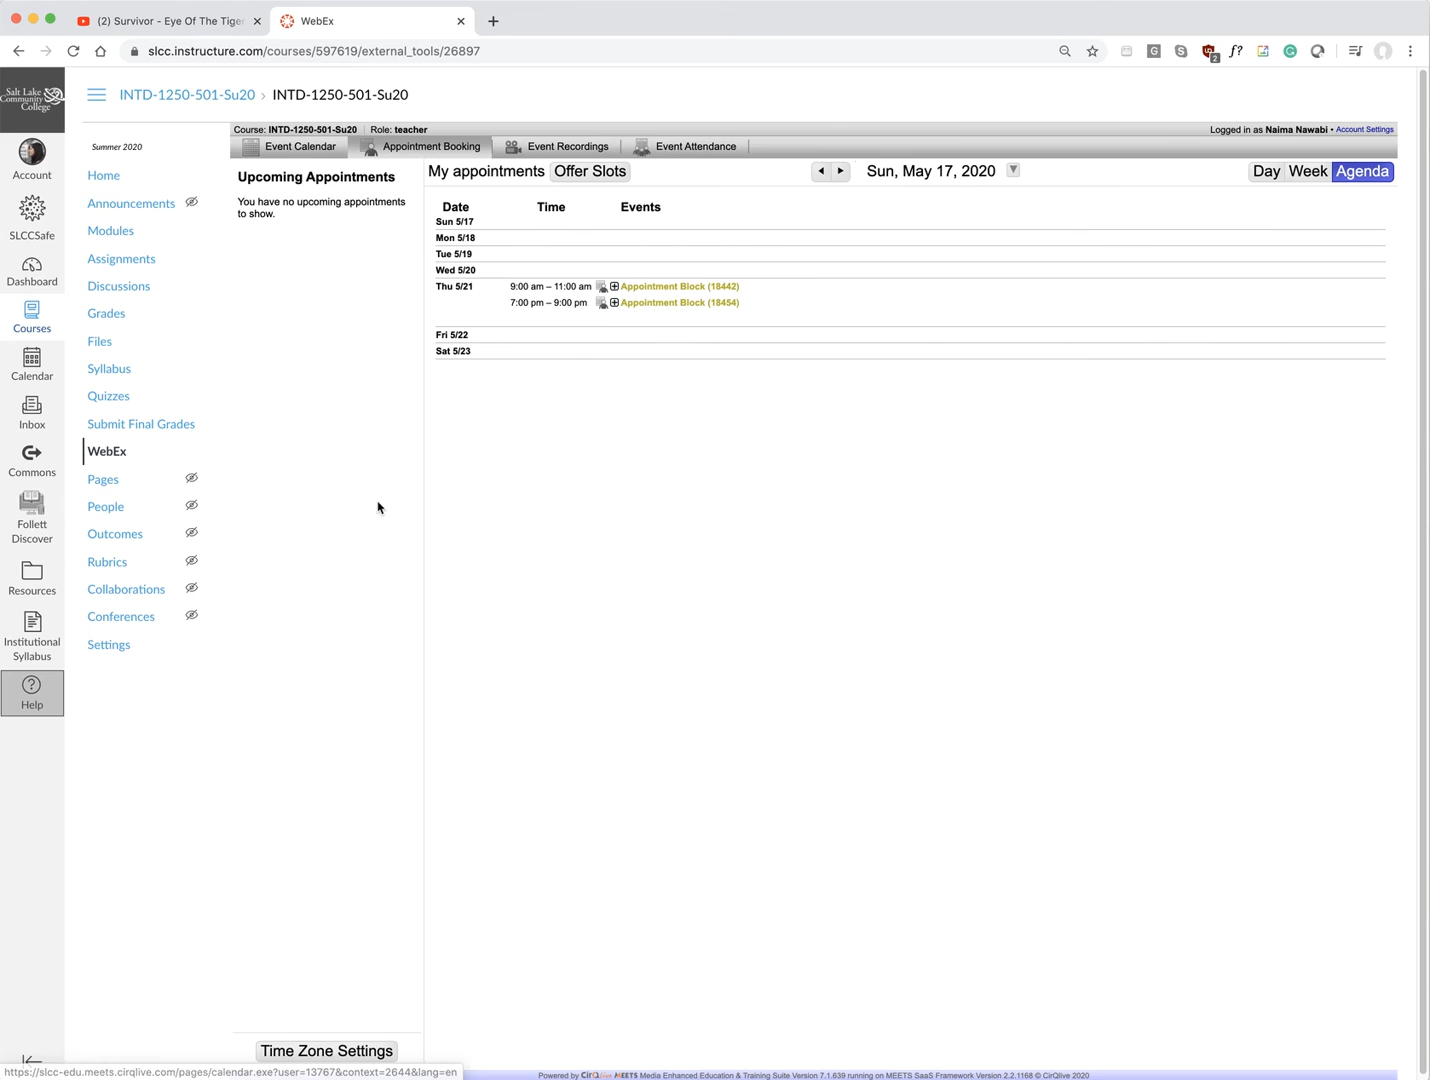 (2) Survivor - Eye Of The Tiger
WebEx
slcc.instructure.com/courses/597619/external_tools/26897
2
Salt Lake
Community
College
INTD-1250-501-Su20 › INTD-1250-501-Su20
Course: INTD-1250-501-Su20 Role: teacher
Logged in as Naima Nawabi • Account Settings
Event Calendar
Appointment Booking
Event Recordings
Event Attendance
Account
SLCCSafe
Dashboard
Courses
Calendar
Inbox
Commons
Follett
Discover
Resources
Institutional
Syllabus
Help
Summer 2020
Home
Announcements
Modules
Assignments
Discussions
Grades
Files
Syllabus
Quizzes
Submit Final Grades
WebEx
Pages
People
Outcomes
Rubrics
Collaborations
Conferences
Settings
Upcoming Appointments
You have no upcoming appointments
to show.
Time Zone Settings
My appointments Offer Slots
Sun, May 17, 2020
Day Week Agenda
Date Time Events
Sun 5/17
Mon 5/18
Tue 5/19
Wed 5/20
Thu 5/21 9:00 am – 11:00 am Appointment Block (18442)
7:00 pm – 9:00 pm Appointment Block (18454)
Fri 5/22
Sat 5/23
https://slcc-edu.meets.cirqlive.com/pages/calendar.exe?user=13767&context=2644&lang=en
Powered by CirQlive MEETS Media Enhanced Education & Training Suite Version 7.1.639 running on MEETS SaaS Framework Version 2.2.1168 © CirQlive 2020